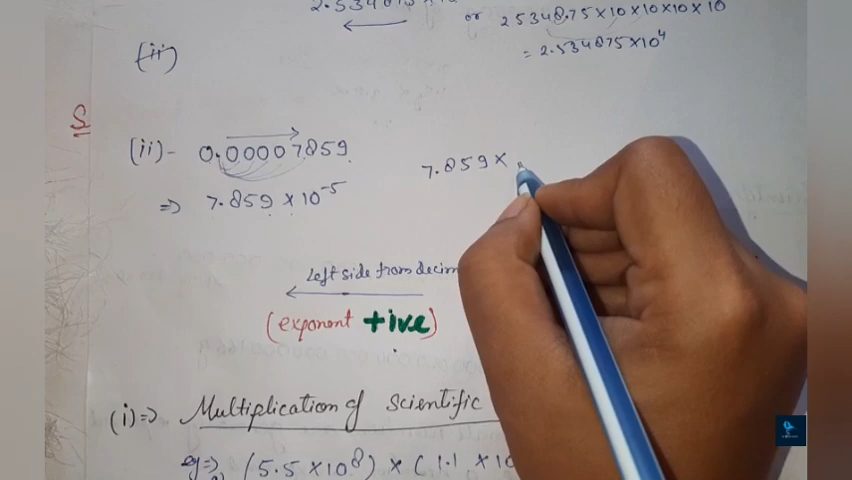 or 25348.75×10×10×10×10
= 2.534875×10⁴
(ii)
S
(ii)- 0.00007859
7.859×
=> 7.859 × 10⁻⁵
Left side from decim
(exponent +ive)
(i)=> Multiplication of Scientific
eg=> (5.5 ×10⁸) × (1.1 ×10